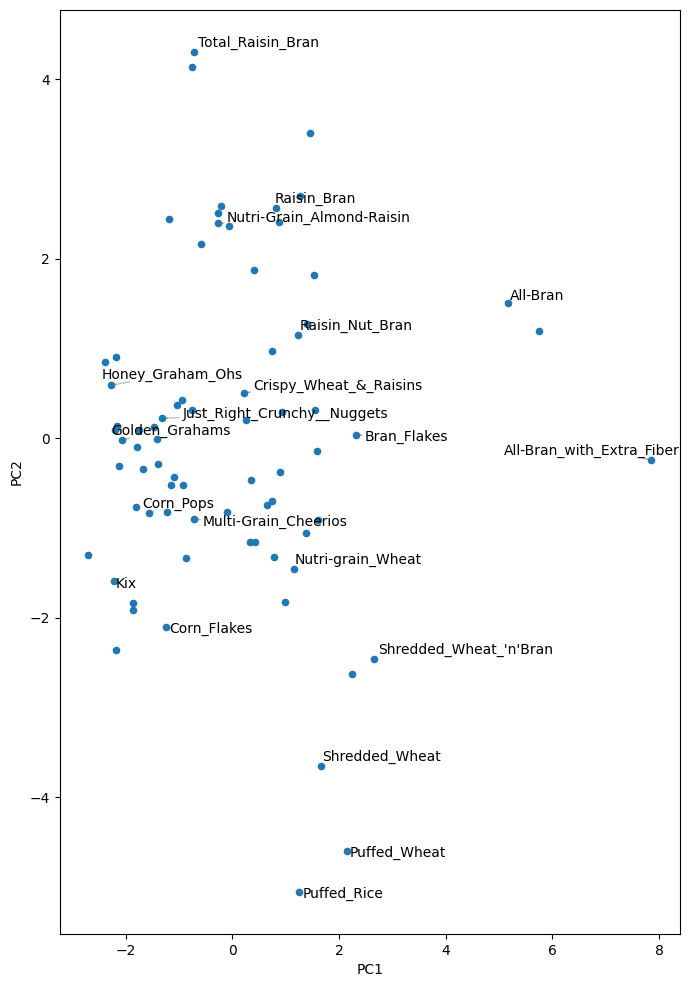 Total_Raisin_Bran
4
Raisin_Bran
Nutri-Grain_Almond-Raisin
2
All-Bran
Raisin_Nut_Bran
Honey_Graham_Ohs
Crispy_Wheat_&_Raisins
Just_Right_Crunchy__Nuggets
Golden_Grahams
Bran_Flakes
0
All-Bran_with_Extra_Fiber
PC2
Corn_Pops
Multi-Grain_Cheerios
Nutri-grain_Wheat
Kix
−2
Corn_Flakes
Shredded_Wheat_'n'Bran
Shredded_Wheat
−4
Puffed_Wheat
Puffed_Rice
−2 0 2 4 6 8
PC1